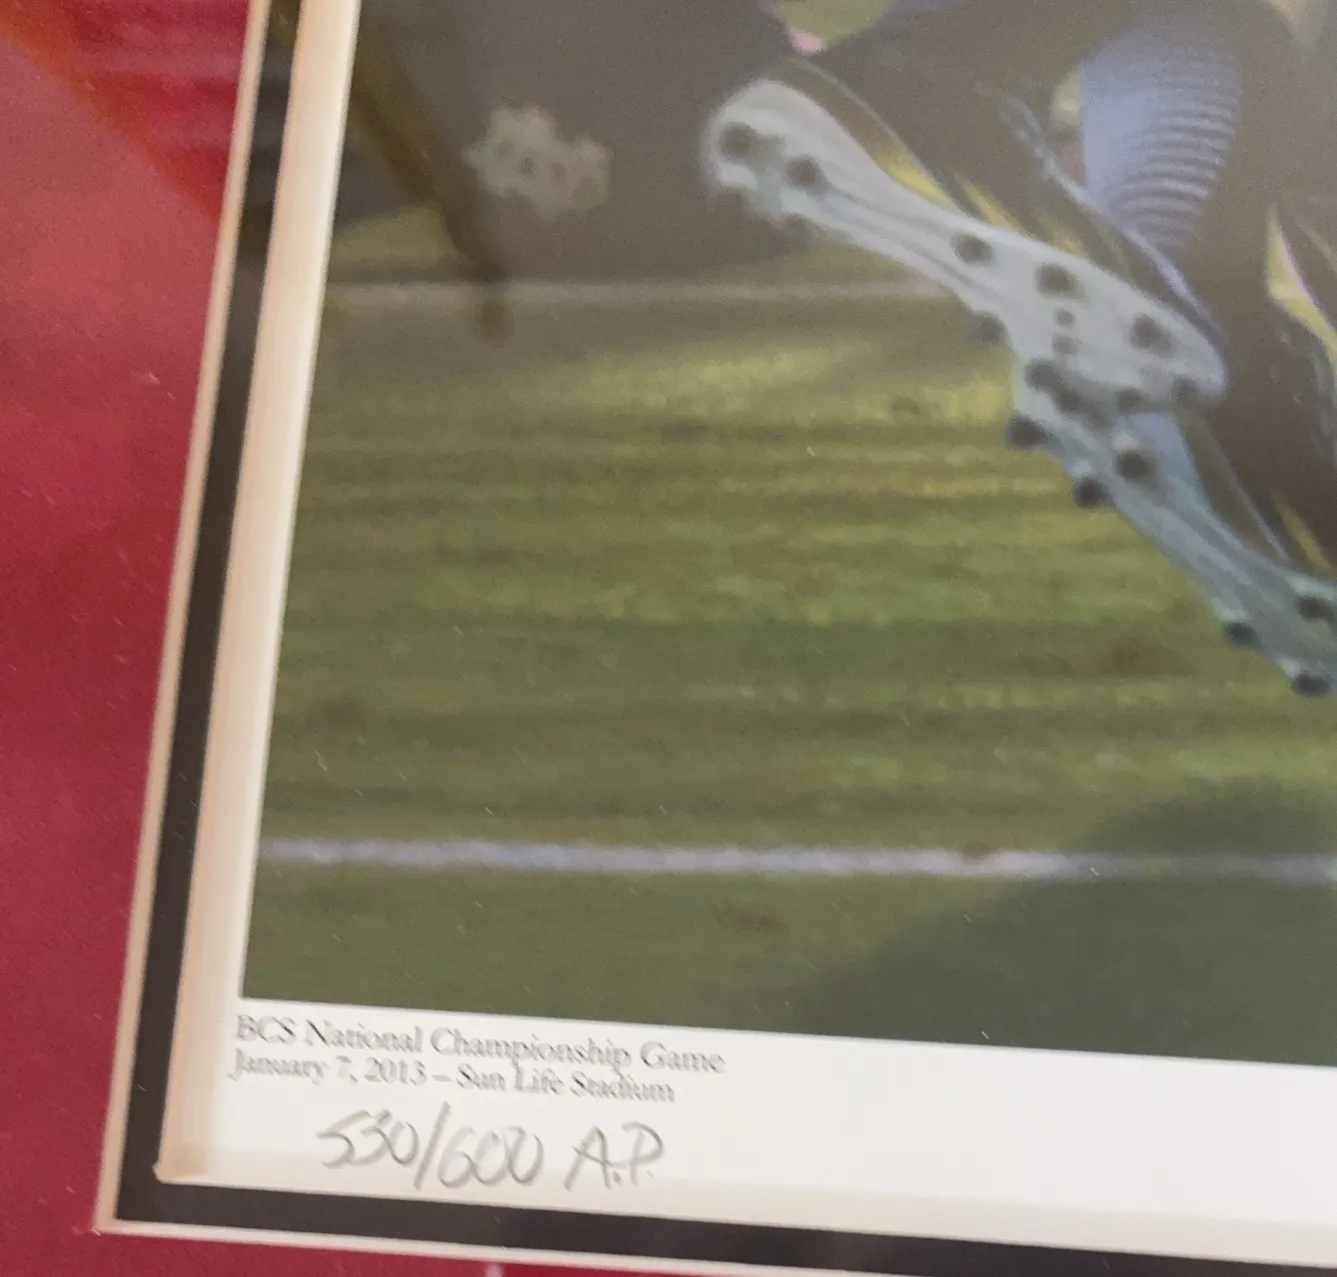 BCS National Championship Game
January 7, 2013 – Sun Life Stadium
530/600 A.P.